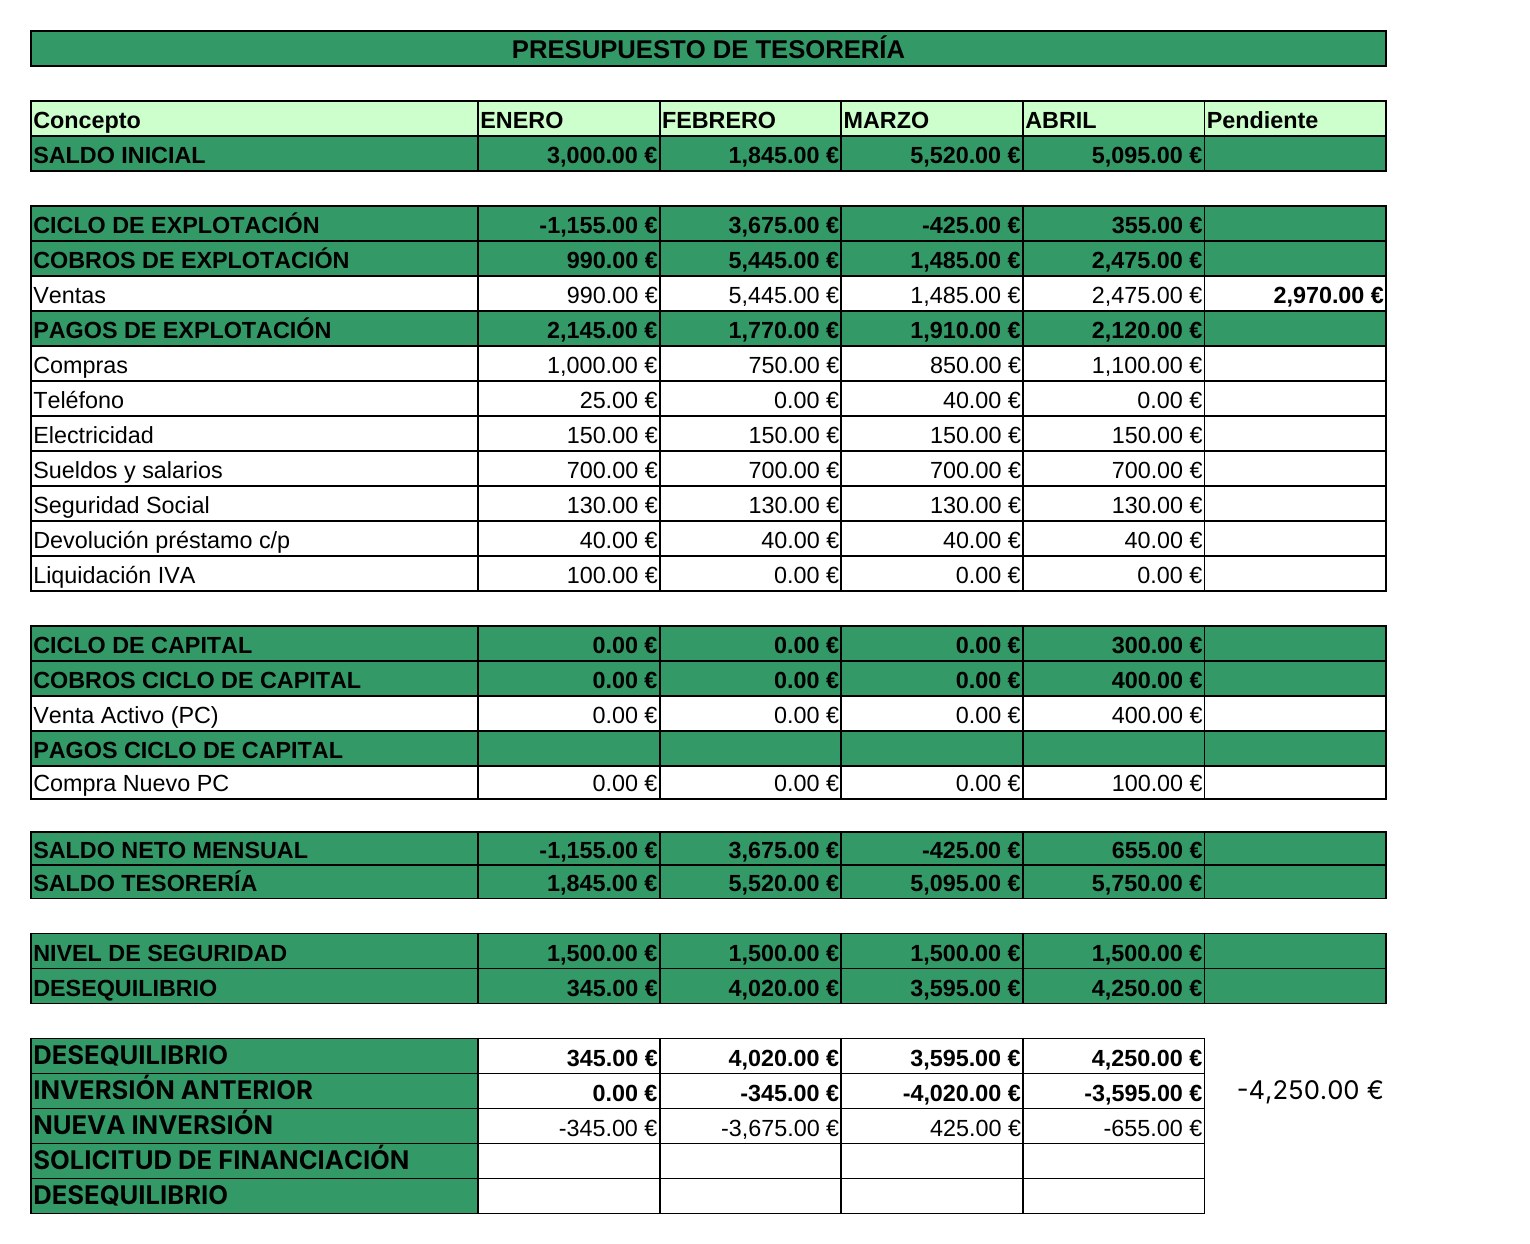 PRESUPUESTO DE TESORERÍA
Concepto ENERO FEBRERO MARZO ABRIL Pendiente
SALDO INICIAL 3,000.00 € 1,845.00 € 5,520.00 € 5,095.00 €
CICLO DE EXPLOTACIÓN -1,155.00 € 3,675.00 € -425.00 € 355.00 €
COBROS DE EXPLOTACIÓN 990.00 € 5,445.00 € 1,485.00 € 2,475.00 €
Ventas 990.00 € 5,445.00 € 1,485.00 € 2,475.00 € 2,970.00 €
PAGOS DE EXPLOTACIÓN 2,145.00 € 1,770.00 € 1,910.00 € 2,120.00 €
Compras 1,000.00 € 750.00 € 850.00 € 1,100.00 €
Teléfono 25.00 € 0.00 € 40.00 € 0.00 €
Electricidad 150.00 € 150.00 € 150.00 € 150.00 €
Sueldos y salarios 700.00 € 700.00 € 700.00 € 700.00 €
Seguridad Social 130.00 € 130.00 € 130.00 € 130.00 €
Devolución préstamo c/p 40.00 € 40.00 € 40.00 € 40.00 €
Liquidación IVA 100.00 € 0.00 € 0.00 € 0.00 €
CICLO DE CAPITAL 0.00 € 0.00 € 0.00 € 300.00 €
COBROS CICLO DE CAPITAL 0.00 € 0.00 € 0.00 € 400.00 €
Venta Activo (PC) 0.00 € 0.00 € 0.00 € 400.00 €
PAGOS CICLO DE CAPITAL
Compra Nuevo PC 0.00 € 0.00 € 0.00 € 100.00 €
SALDO NETO MENSUAL -1,155.00 € 3,675.00 € -425.00 € 655.00 €
SALDO TESORERÍA 1,845.00 € 5,520.00 € 5,095.00 € 5,750.00 €
NIVEL DE SEGURIDAD 1,500.00 € 1,500.00 € 1,500.00 € 1,500.00 €
DESEQUILIBRIO 345.00 € 4,020.00 € 3,595.00 € 4,250.00 €
DESEQUILIBRIO 345.00 € 4,020.00 € 3,595.00 € 4,250.00 €
INVERSIÓN ANTERIOR 0.00 € -345.00 € -4,020.00 € -3,595.00 € -4,250.00 €
NUEVA INVERSIÓN -345.00 € -3,675.00 € 425.00 € -655.00 €
SOLICITUD DE FINANCIACIÓN
DESEQUILIBRIO